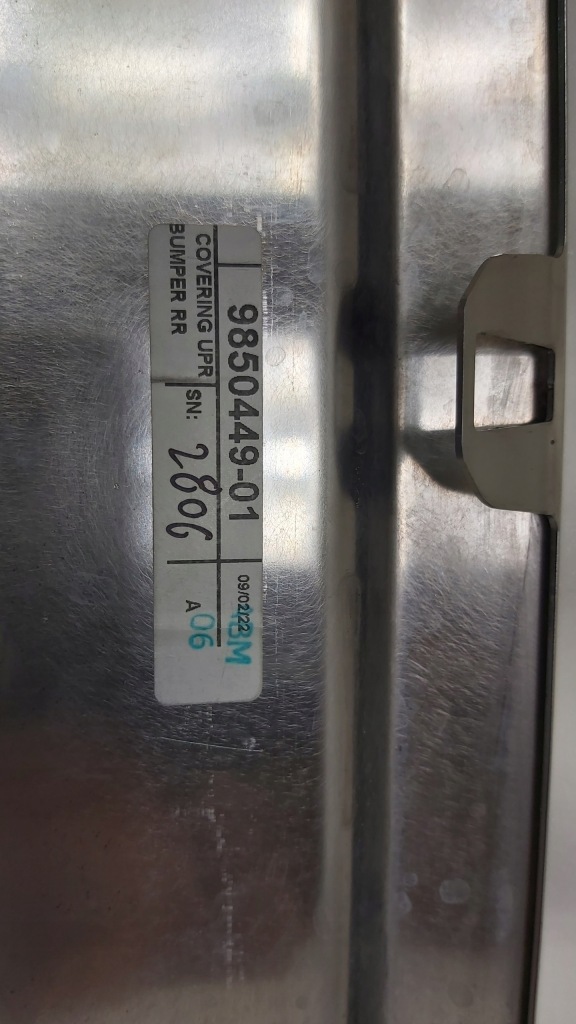 9850449-01
09/02/22
COVERING UPR
BUMPER RR
SN: 2806
A
06